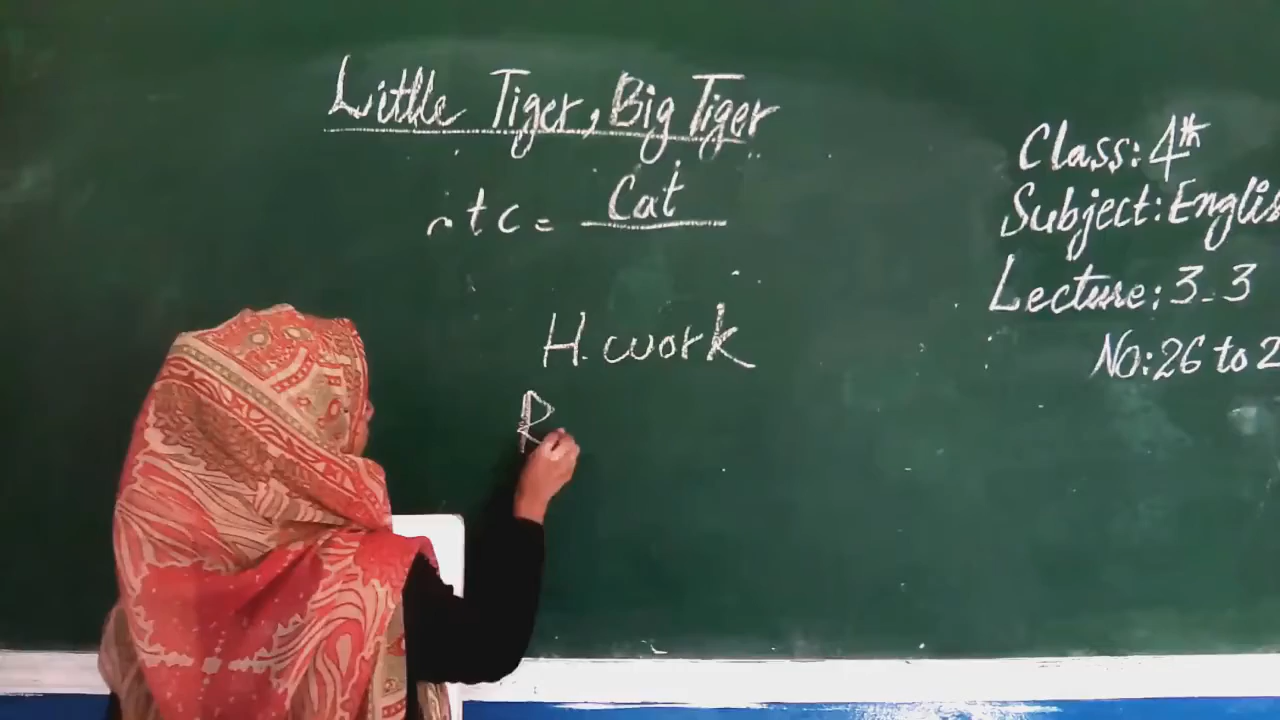 Little Tiger, Big Tiger
r t c = Cat
H. work
R
Class: 4th
Subject: Englis
Lecture: 3-3
No: 26 to 2